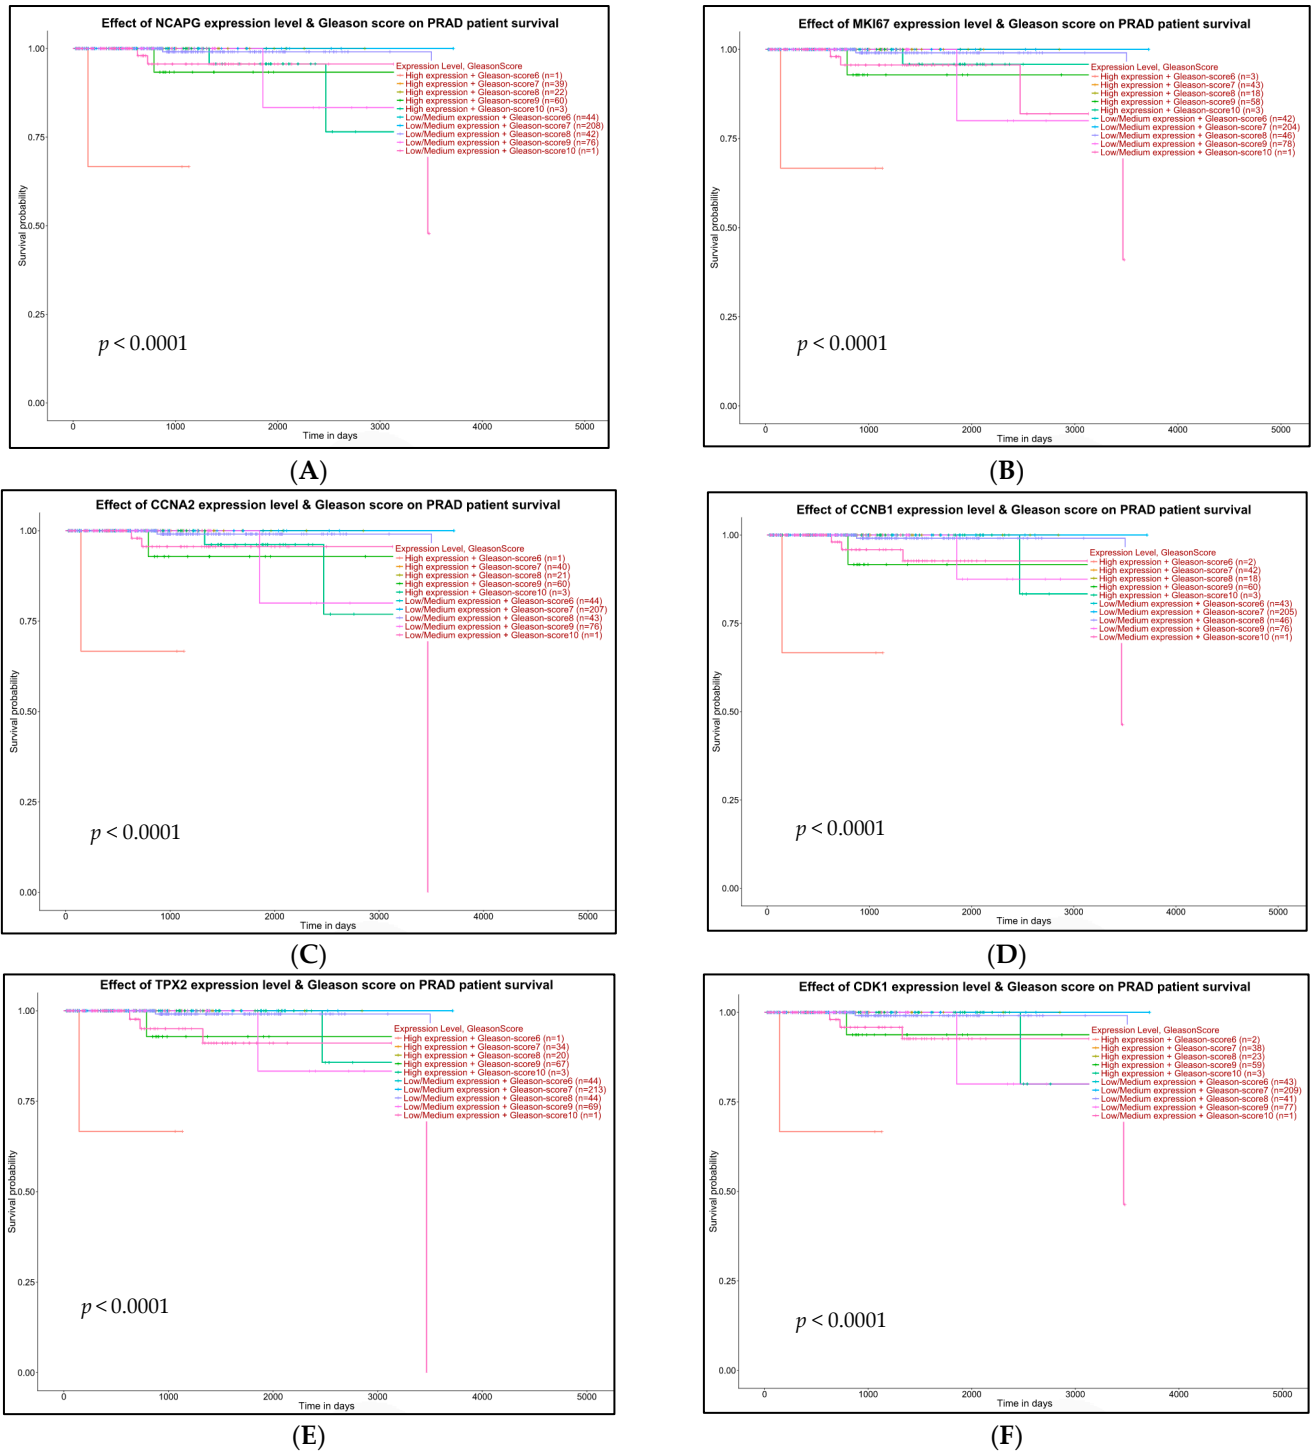 Effect of NCAPG expression level & Gleason score on PRAD patient survival
1.00
0.75
0.50
0.25
0.00
Survival probability
Expression Level, GleasonScore
High expression + Gleason-score6 (n=1)
High expression + Gleason-score7 (n=39)
High expression + Gleason-score8 (n=22)
High expression + Gleason-score9 (n=60)
High expression + Gleason-score10 (n=3)
Low/Medium expression + Gleason-score6 (n=44)
Low/Medium expression + Gleason-score7 (n=208)
Low/Medium expression + Gleason-score8 (n=42)
Low/Medium expression + Gleason-score9 (n=76)
Low/Medium expression + Gleason-score10 (n=1)
p < 0.0001
0 1000 2000 3000 4000 5000
Time in days
(A)
Effect of MKI67 expression level & Gleason score on PRAD patient survival
1.00
0.75
0.50
0.25
0.00
Survival probability
Expression Level, GleasonScore
High expression + Gleason-score6 (n=3)
High expression + Gleason-score7 (n=43)
High expression + Gleason-score8 (n=18)
High expression + Gleason-score9 (n=58)
High expression + Gleason-score10 (n=3)
Low/Medium expression + Gleason-score6 (n=42)
Low/Medium expression + Gleason-score7 (n=204)
Low/Medium expression + Gleason-score8 (n=46)
Low/Medium expression + Gleason-score9 (n=78)
Low/Medium expression + Gleason-score10 (n=1)
p < 0.0001
0 1000 2000 3000 4000 5000
Time in days
(B)
Effect of CCNA2 expression level & Gleason score on PRAD patient survival
1.00
0.75
0.50
0.25
0.00
Survival probability
Expression Level, GleasonScore
High expression + Gleason-score6 (n=1)
High expression + Gleason-score7 (n=40)
High expression + Gleason-score8 (n=21)
High expression + Gleason-score9 (n=60)
High expression + Gleason-score10 (n=3)
Low/Medium expression + Gleason-score6 (n=44)
Low/Medium expression + Gleason-score7 (n=207)
Low/Medium expression + Gleason-score8 (n=43)
Low/Medium expression + Gleason-score9 (n=76)
Low/Medium expression + Gleason-score10 (n=1)
p < 0.0001
0 1000 2000 3000 4000 5000
Time in days
(C)
Effect of CCNB1 expression level & Gleason score on PRAD patient survival
1.00
0.75
0.50
0.25
0.00
Survival probability
Expression Level, GleasonScore
High expression + Gleason-score6 (n=2)
High expression + Gleason-score7 (n=42)
High expression + Gleason-score8 (n=18)
High expression + Gleason-score9 (n=60)
High expression + Gleason-score10 (n=3)
Low/Medium expression + Gleason-score6 (n=43)
Low/Medium expression + Gleason-score7 (n=205)
Low/Medium expression + Gleason-score8 (n=46)
Low/Medium expression + Gleason-score9 (n=76)
Low/Medium expression + Gleason-score10 (n=1)
p < 0.0001
0 1000 2000 3000 4000 5000
Time in days
(D)
Effect of TPX2 expression level & Gleason score on PRAD patient survival
1.00
0.75
0.50
0.25
0.00
Survival probability
Expression Level, GleasonScore
High expression + Gleason-score6 (n=1)
High expression + Gleason-score7 (n=34)
High expression + Gleason-score8 (n=20)
High expression + Gleason-score9 (n=67)
High expression + Gleason-score10 (n=3)
Low/Medium expression + Gleason-score6 (n=44)
Low/Medium expression + Gleason-score7 (n=213)
Low/Medium expression + Gleason-score8 (n=44)
Low/Medium expression + Gleason-score9 (n=69)
Low/Medium expression + Gleason-score10 (n=1)
p < 0.0001
0 1000 2000 3000 4000 5000
Time in days
(E)
Effect of CDK1 expression level & Gleason score on PRAD patient survival
1.00
0.75
0.50
0.25
0.00
Survival probability
Expression Level, GleasonScore
High expression + Gleason-score6 (n=2)
High expression + Gleason-score7 (n=38)
High expression + Gleason-score8 (n=23)
High expression + Gleason-score9 (n=59)
High expression + Gleason-score10 (n=3)
Low/Medium expression + Gleason-score6 (n=43)
Low/Medium expression + Gleason-score7 (n=209)
Low/Medium expression + Gleason-score8 (n=41)
Low/Medium expression + Gleason-score9 (n=77)
Low/Medium expression + Gleason-score10 (n=1)
p < 0.0001
0 1000 2000 3000 4000 5000
Time in days
(F)